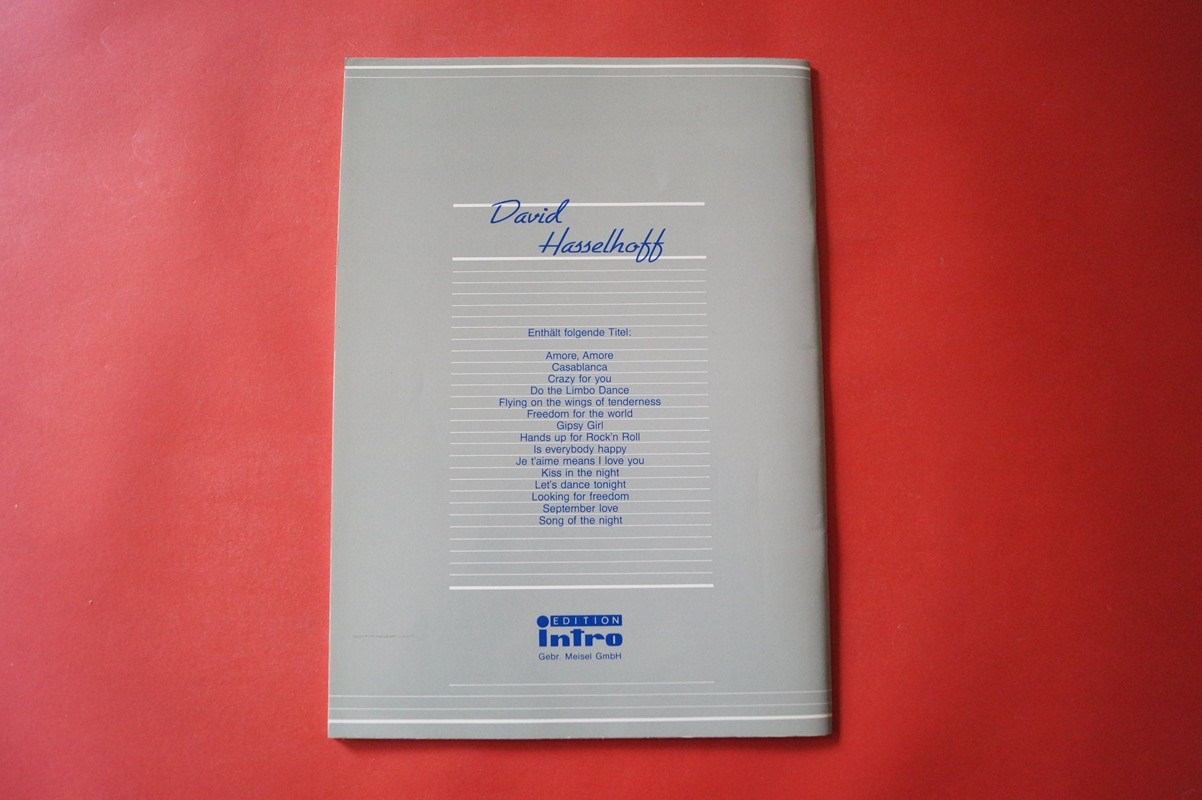 David
Hasselhoff
Enthält folgende Titel:
Amore, Amore
Casablanca
Crazy for you
Do the Limbo Dance
Flying on the wings of tenderness
Freedom for the world
Gipsy Girl
Hands up for Rock'n Roll
Is everybody happy
Je t'aime means I love you
Kiss in the night
Let's dance tonight
Looking for freedom
September love
Song of the night
EDITION
intro
Gebr. Meisel GmbH